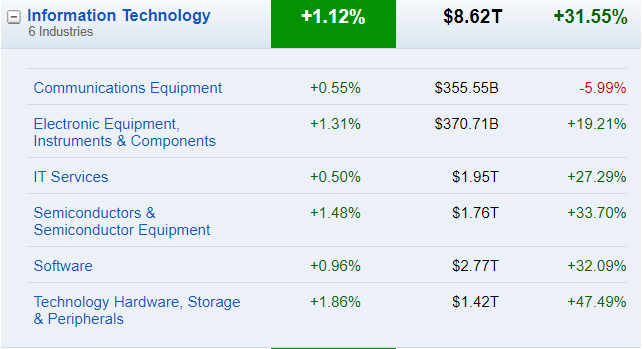 Information Technology +1.12% $8.62T +31.55%
6 Industries
Communications Equipment +0.55% $355.55B -5.99%
Electronic Equipment, +1.31% $370.71B +19.21%
Instruments & Components
IT Services +0.50% $1.95T +27.29%
Semiconductors & +1.48% $1.76T +33.70%
Semiconductor Equipment
Software +0.96% $2.77T +32.09%
Technology Hardware, Storage +1.86% $1.42T +47.49%
& Peripherals